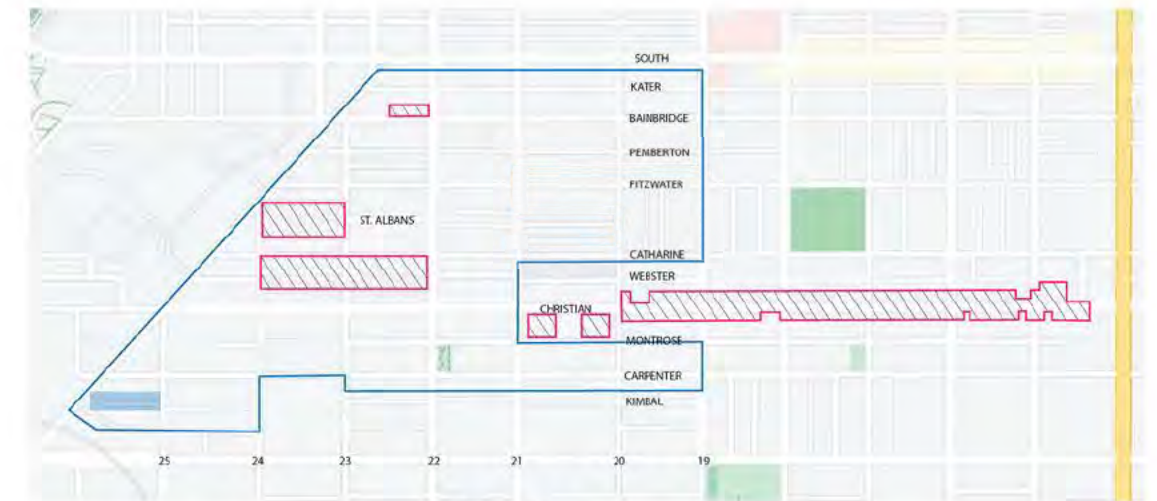 SOUTH
KATER
BAINBRIDGE
PEMBERTON
FITZWATER
ST. ALBANS
CATHARINE
WEBSTER
CHRISTIAN
MONTROSE
CARPENTER
KIMBAL
25 24 23 22 21 20 19